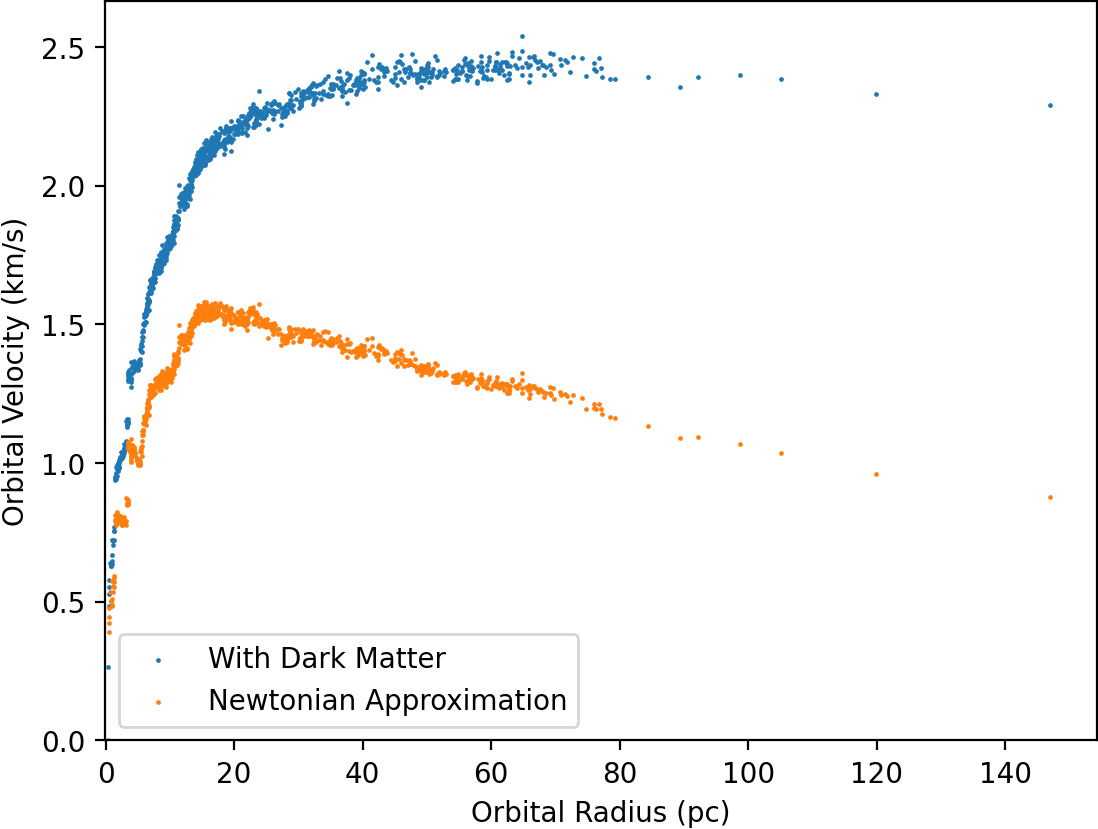 2.5
2.0
1.5
1.0
0.5
0.0
Orbital Velocity (km/s)
With Dark Matter
Newtonian Approximation
0 20 40 60 80 100 120 140
Orbital Radius (pc)